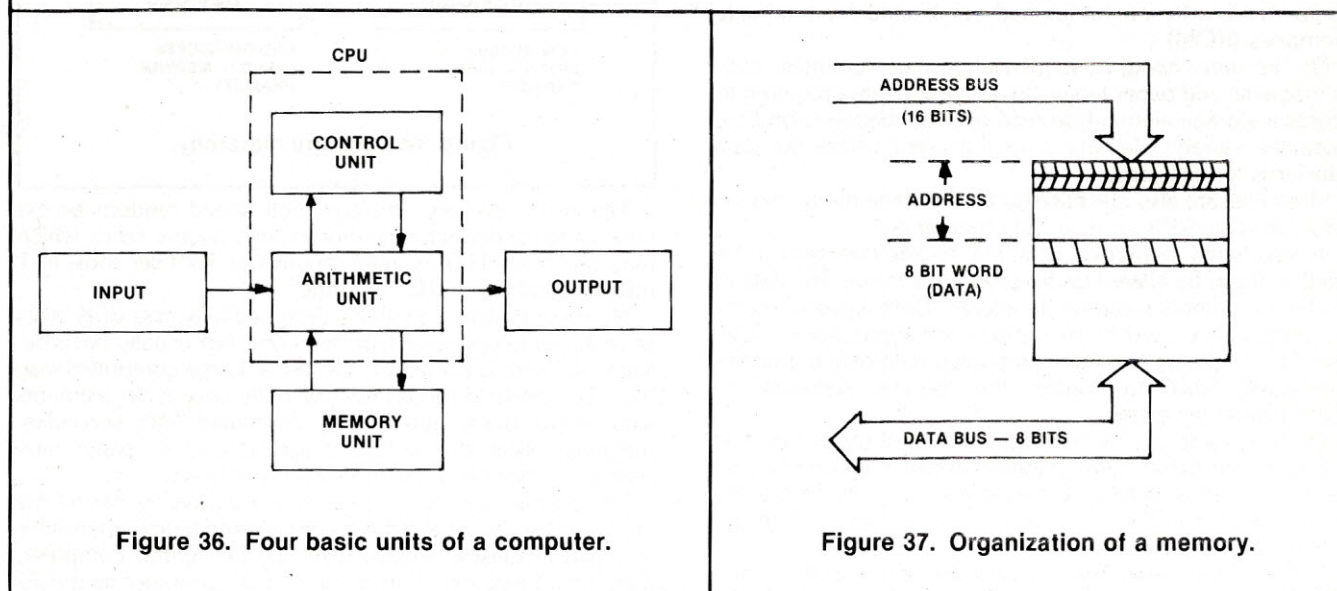 CPU
CONTROL
UNIT
INPUT
ARITHMETIC
UNIT
OUTPUT
MEMORY
UNIT
Figure 36. Four basic units of a computer.
ADDRESS BUS
(16 BITS)
ADDRESS
8 BIT WORD
(DATA)
DATA BUS — 8 BITS
Figure 37. Organization of a memory.